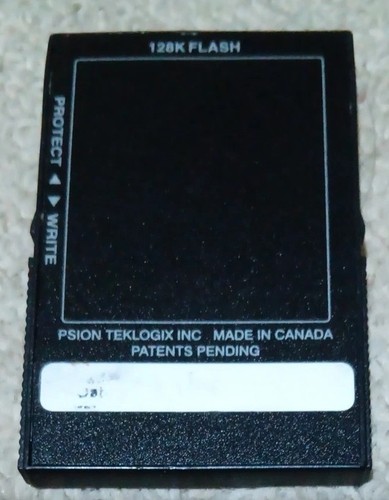 128K FLASH
PROTECT ◄ ► WRITE
PSION TEKLOGIX INC MADE IN CANADA
PATENTS PENDING